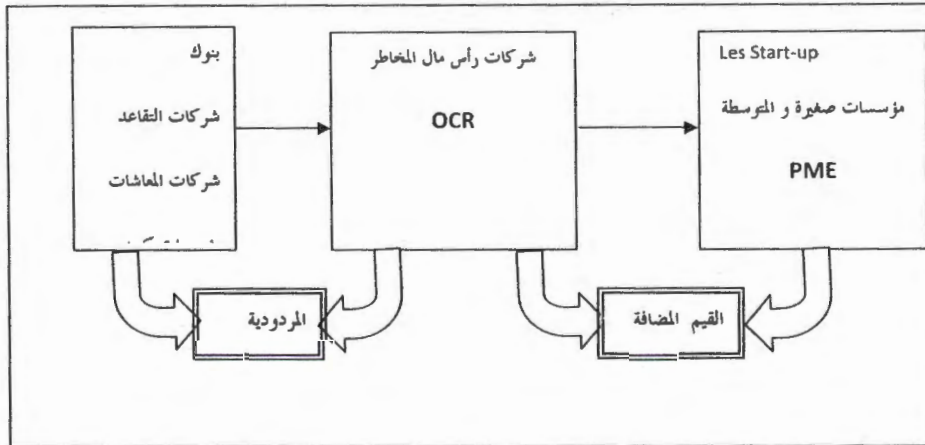 بنوك
شركات التقاعد
شركات المعاشات
شركات رأس مال المخاطر
OCR
Les Start-up
مؤسسات صغيرة و المتوسطة
PME
المردودية
القيم المضافة